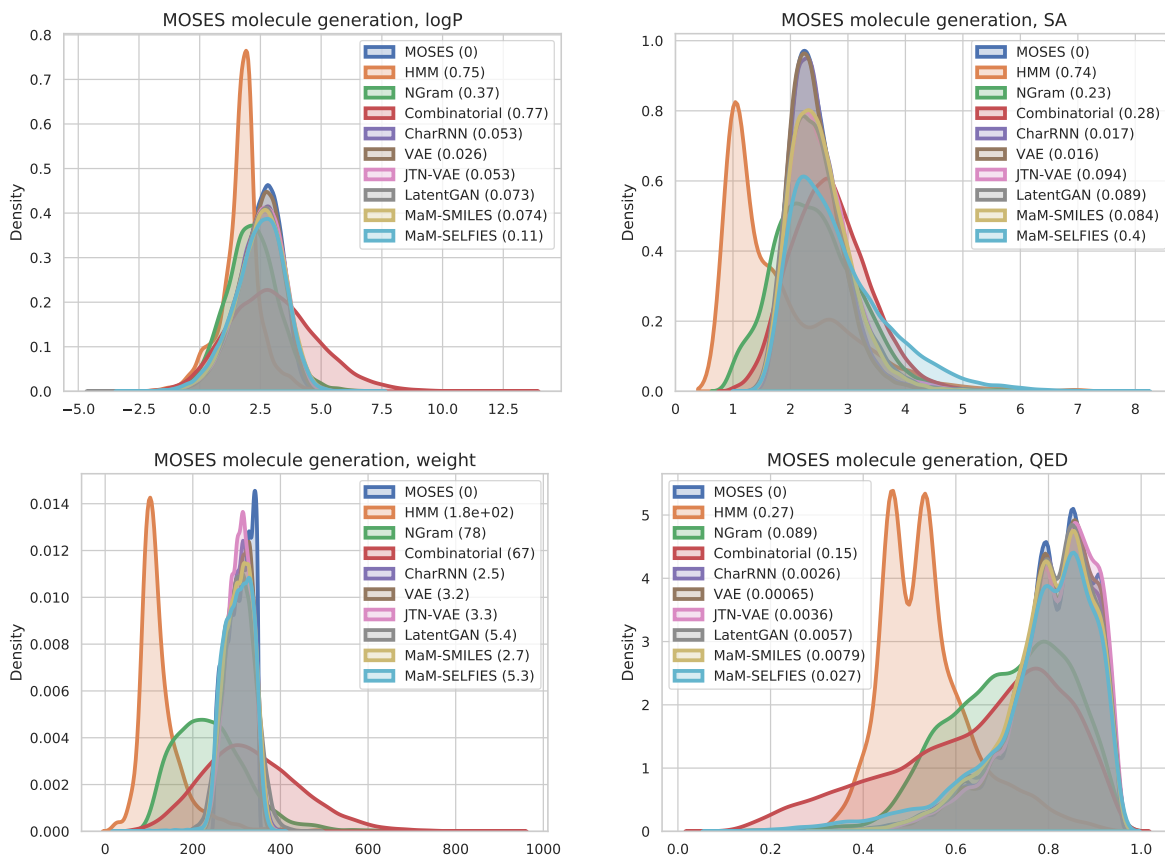 MOSES molecule generation, logP
0.8
0.7
0.6
0.5
0.4
0.3
0.2
0.1
0.0
Density
MOSES (0)
HMM (0.75)
NGram (0.37)
Combinatorial (0.77)
CharRNN (0.053)
VAE (0.026)
JTN-VAE (0.053)
LatentGAN (0.073)
MaM-SMILES (0.074)
MaM-SELFIES (0.11)
−5.0 −2.5 0.0 2.5 5.0 7.5 10.0 12.5
MOSES molecule generation, SA
1.0
0.8
0.6
0.4
0.2
0.0
Density
MOSES (0)
HMM (0.74)
NGram (0.23)
Combinatorial (0.28)
CharRNN (0.017)
VAE (0.016)
JTN-VAE (0.094)
LatentGAN (0.089)
MaM-SMILES (0.084)
MaM-SELFIES (0.4)
0 1 2 3 4 5 6 7 8
MOSES molecule generation, weight
0.014
0.012
0.010
0.008
0.006
0.004
0.002
0.000
Density
MOSES (0)
HMM (1.8e+02)
NGram (78)
Combinatorial (67)
CharRNN (2.5)
VAE (3.2)
JTN-VAE (3.3)
LatentGAN (5.4)
MaM-SMILES (2.7)
MaM-SELFIES (5.3)
0 200 400 600 800 1000
MOSES molecule generation, QED
5
4
3
2
1
0
Density
MOSES (0)
HMM (0.27)
NGram (0.089)
Combinatorial (0.15)
CharRNN (0.0026)
VAE (0.00065)
JTN-VAE (0.0036)
LatentGAN (0.0057)
MaM-SMILES (0.0079)
MaM-SELFIES (0.027)
0.0 0.2 0.4 0.6 0.8 1.0